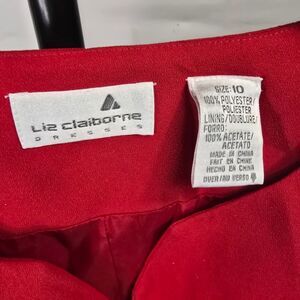 Liz claiborne
DRESSES
SIZE: 10
100% POLYESTER/
POLIESTER
LINING/DOUBLURE/
FORRO:
100% ACETATE/
ACETATO
MADE IN CHINA
FAIT EN CHINE
HECHO EN CHINA
OVER/AU VERSO